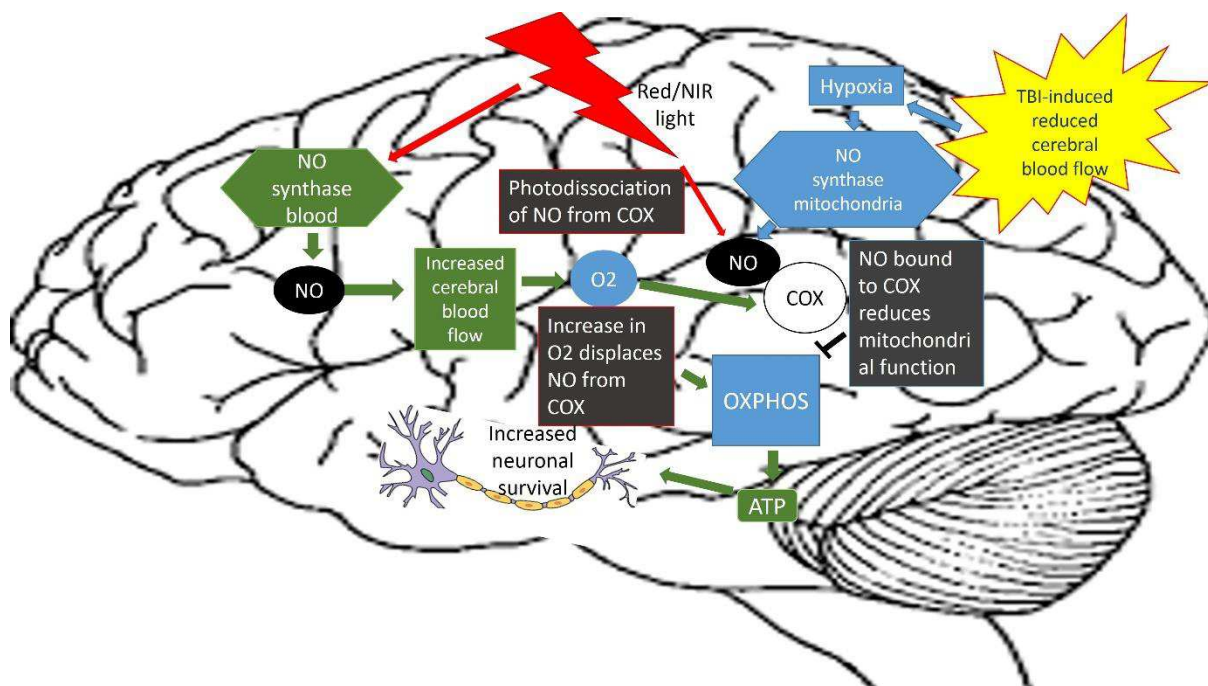 Red/NIR
light
Hypoxia
TBI-induced
reduced
cerebral
blood flow
NO
synthase
blood
NO
synthase
mitochondria
Photodissociation
of NO from COX
NO
Increased
cerebral
blood
flow
O2
NO
COX
NO bound
to COX
reduces
mitochondri
al function
Increase in
O2 displaces
NO from
COX
OXPHOS
Increased
neuronal
survival
ATP